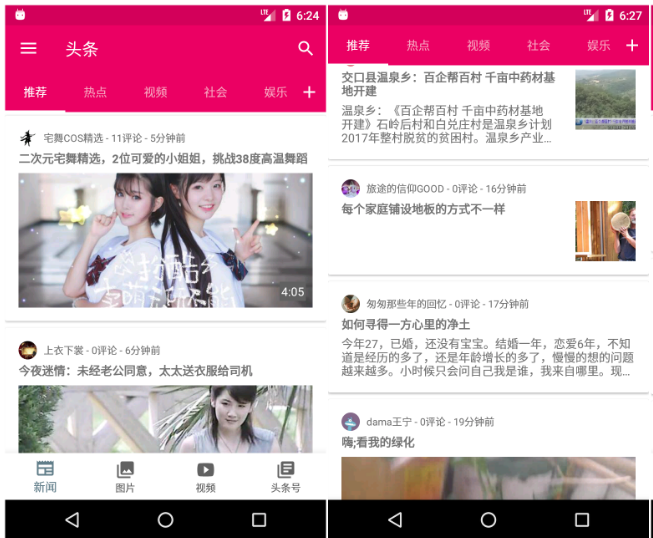 LTE 6:24
头条
推荐 热点 视频 社会 娱乐 +
宅舞COS精选 - 11评论 - 5分钟前
二次元宅舞精选，2位可爱的小姐姐，挑战38度高温舞蹈
4:05
上衣下裳 - 0评论 - 6分钟前
今夜迷情：未经老公同意，太太送衣服给司机
新闻 图片 视频 头条号
LTE 6:27
推荐 热点 视频 社会 娱乐 +
交口县温泉乡：百企帮百村 千亩中药材基
地开建
温泉乡：《百企帮百村 千亩中药材基地
开建》石岭后村和白兑庄村是温泉乡计划
2017年整村脱贫的贫困村。温泉乡产业...
旅途的信仰GOOD - 0评论 - 16分钟前
每个家庭铺设地板的方式不一样
匆匆那些年的回忆 - 0评论 - 17分钟前
如何寻得一方心里的净土
今年27，已婚，还没有宝宝。结婚一年，恋爱6年，不知
道是经历的多了，还是年龄增长的多了，慢慢的想的问题
越来越多。小时候只会问自己我是谁，我来自哪里。现...
dama王宁 - 0评论 - 19分钟前
嗨;看我的绿化